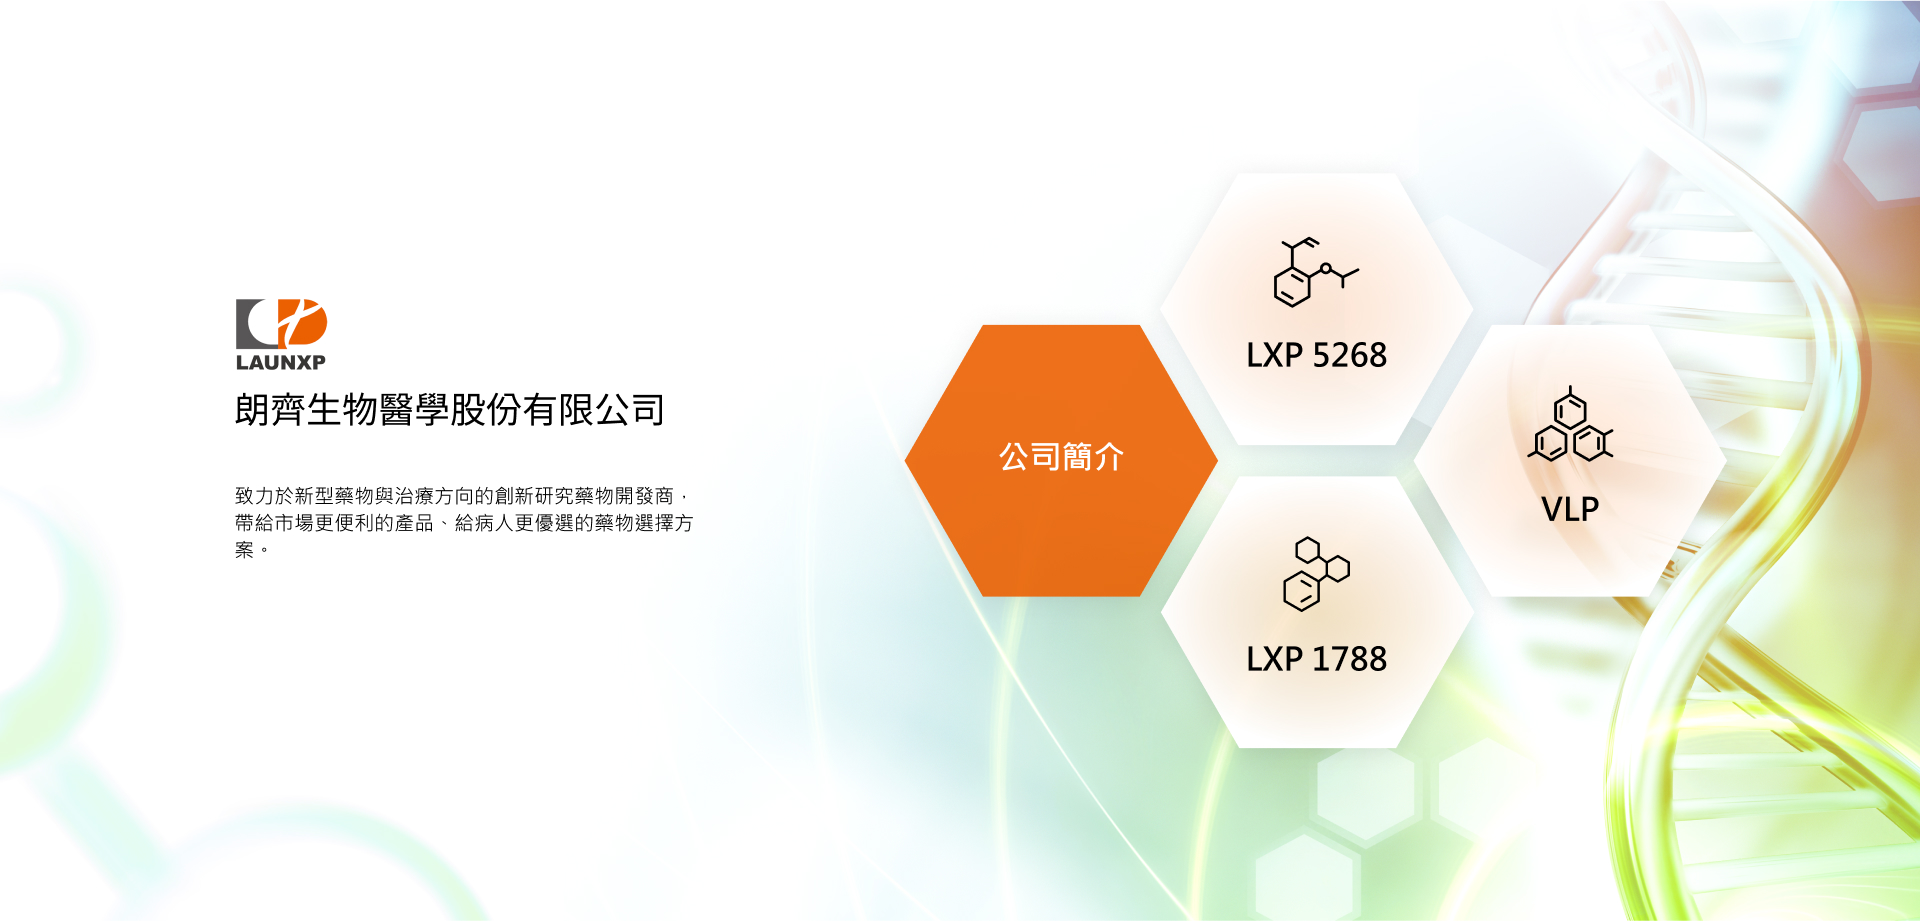 LAUNXP
朗齊生物醫學股份有限公司
致力於新型藥物與治療方向的創新研究藥物開發商，
帶給市場更便利的產品、給病人更優選的藥物選擇方
案。
公司簡介
LXP 5268
VLP
LXP 1788